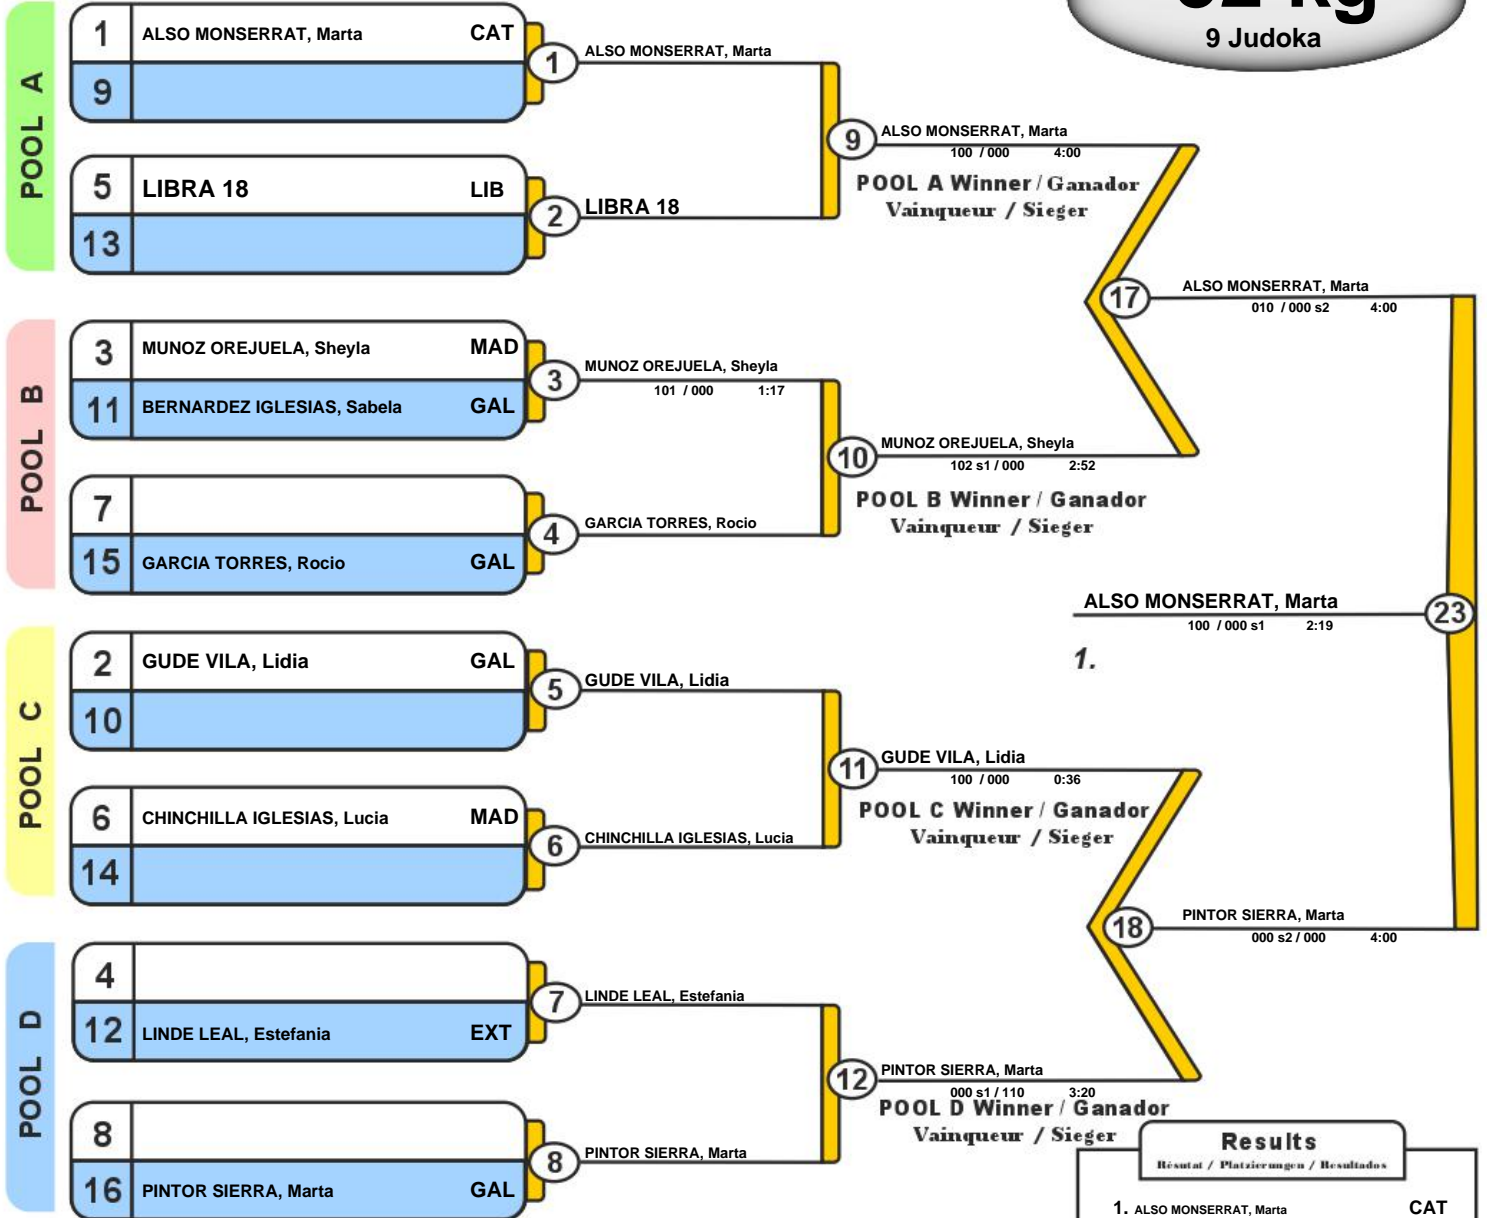 52 kg
9 Judoka
POOL A
1 ALSO MONSERRAT, Marta CAT
9
1 ALSO MONSERRAT, Marta
5 LIBRA 18 LIB
13
2 LIBRA 18
9 ALSO MONSERRAT, Marta
100 / 000 4:00
POOL A Winner / Ganador
Vainqueur / Sieger
POOL B
3 MUNOZ OREJUELA, Sheyla MAD
11 BERNARDEZ IGLESIAS, Sabela GAL
3 MUNOZ OREJUELA, Sheyla
101 / 000 1:17
7
15 GARCIA TORRES, Rocio GAL
4 GARCIA TORRES, Rocio
10 MUNOZ OREJUELA, Sheyla
102 s1 / 000 2:52
POOL B Winner / Ganador
Vainqueur / Sieger
17 ALSO MONSERRAT, Marta
010 / 000 s2 4:00
ALSO MONSERRAT, Marta 23
100 / 000 s1 2:19
1.
POOL C
2 GUDE VILA, Lidia GAL
10
5 GUDE VILA, Lidia
6 CHINCHILLA IGLESIAS, Lucia MAD
14
6 CHINCHILLA IGLESIAS, Lucia
11 GUDE VILA, Lidia
100 / 000 0:36
POOL C Winner / Ganador
Vainqueur / Sieger
POOL D
4
12 LINDE LEAL, Estefania EXT
7 LINDE LEAL, Estefania
8
16 PINTOR SIERRA, Marta GAL
8 PINTOR SIERRA, Marta
12 PINTOR SIERRA, Marta
000 s1 / 110 3:20
POOL D Winner / Ganador
Vainqueur / Sieger
18 PINTOR SIERRA, Marta
000 s2 / 000 4:00
Results
Résutat / Platzierungen / Resultados
1. ALSO MONSERRAT, Marta CAT